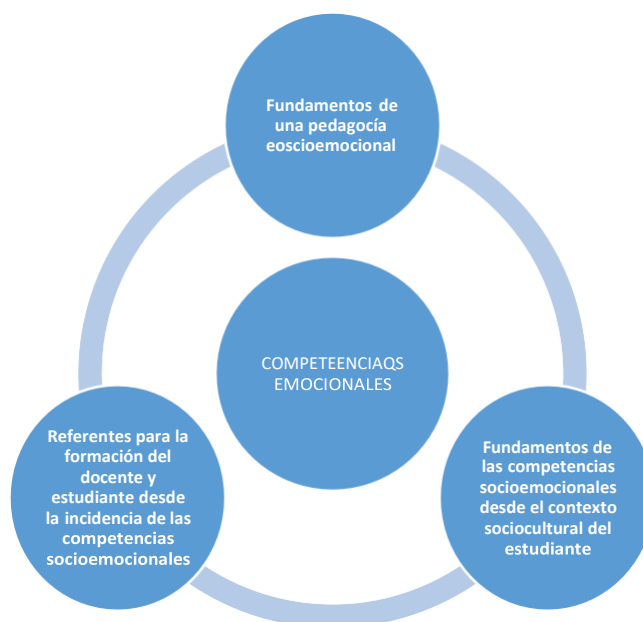 Fundamentos de
una pedagocía
eoscioemocional
COMPETEENCIAQS
EMOCIONALES
Referentes para la
formación del
docente y
estudiante desde
la incidencia de las
competencias
socioemocionales
Fundamentos de
las competencias
socioemocionales
desde el contexto
sociocultural del
estudiante